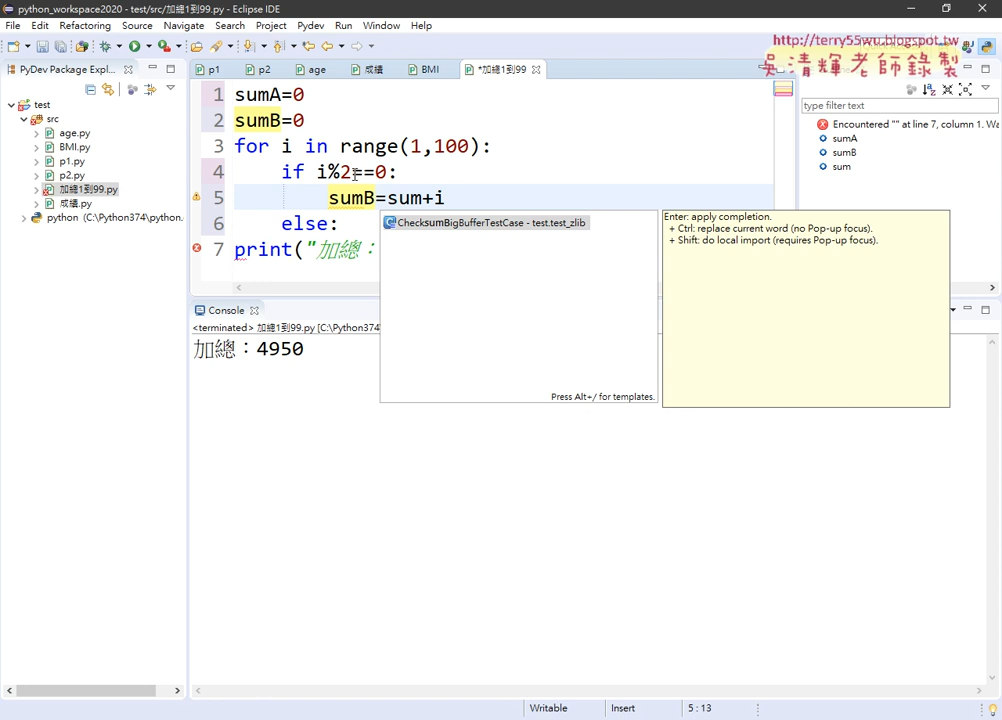 python_workspace2020 - test/src/加總1到99.py - Eclipse IDE
File Edit Refactoring Source Navigate Search Project Pydev Run Window Help
http://terry55wu.blogspot.tw
吳清輝老師錄製
PyDev Package Expl...
p1
p2
age
成績
BMI
*加總1到99
test
src
age.py
BMI.py
p1.py
p2.py
加總1到99.py
成績.py
python (C:\Python374\python.
1 sumA=0
2 sumB=0
3 for i in range(1,100):
4 if i%2==0:
5 sumB=sum+i
6 else:
7 print("加總：
ChecksumBigBufferTestCase - test.test_zlib
Press Alt+/ for templates.
Enter: apply completion.
+ Ctrl: replace current word (no Pop-up focus).
+ Shift: do local import (requires Pop-up focus).
type filter text
Encountered "" at line 7, column 1. Wa
sumA
sumB
sum
Console
<terminated> 加總1到99.py [C:\Python374
加總：4950
Writable
Insert
5 : 13